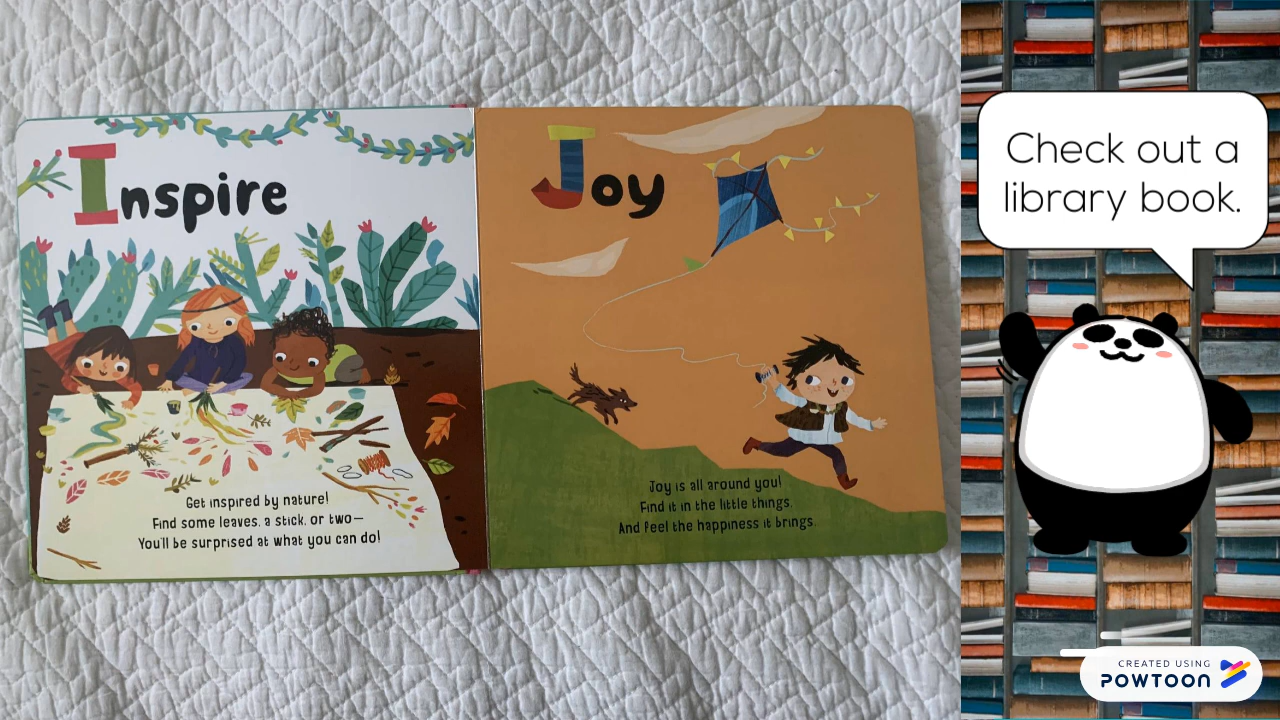 Inspire
Get inspired by nature!
Find some leaves, a stick, or two—
You'll be surprised at what you can do!
Joy
Joy is all around you!
Find it in the little things.
And feel the happiness it brings.
Check out a
library book.
CREATED USING
POWTOON